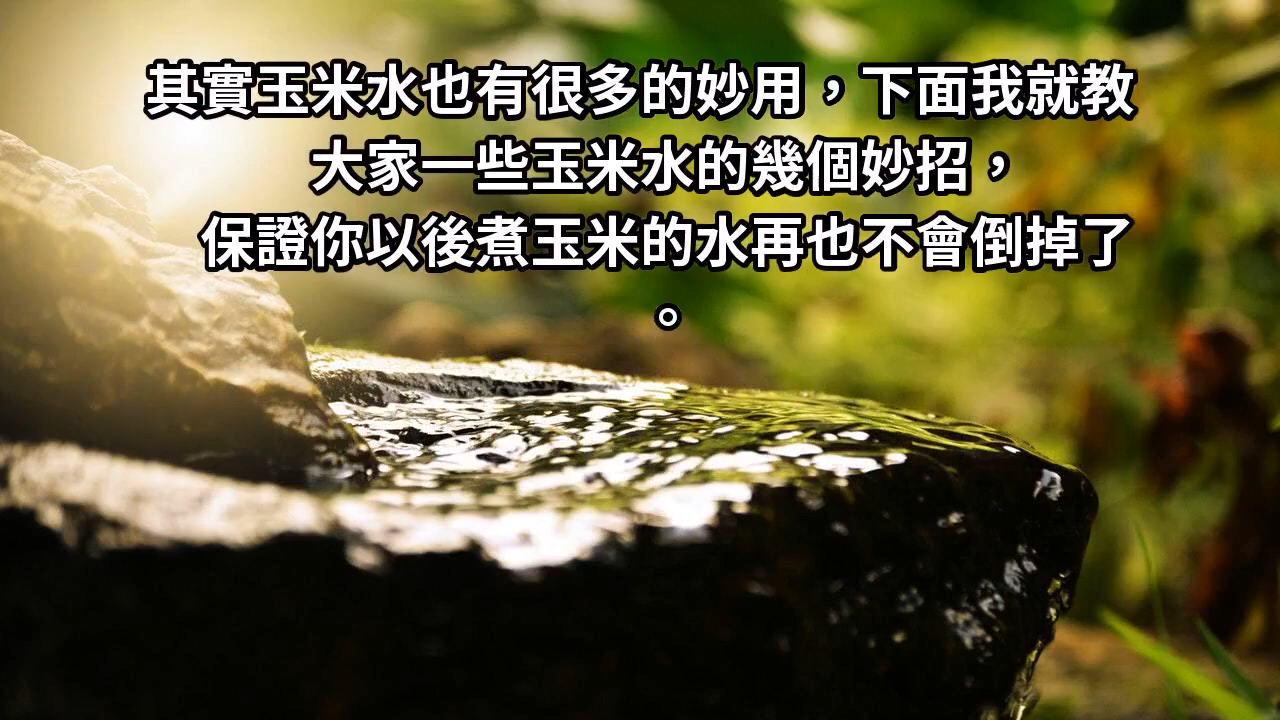 其實玉米水也有很多的妙用，下面我就教
大家一些玉米水的幾個妙招，
保證你以後煮玉米的水再也不會倒掉了
。